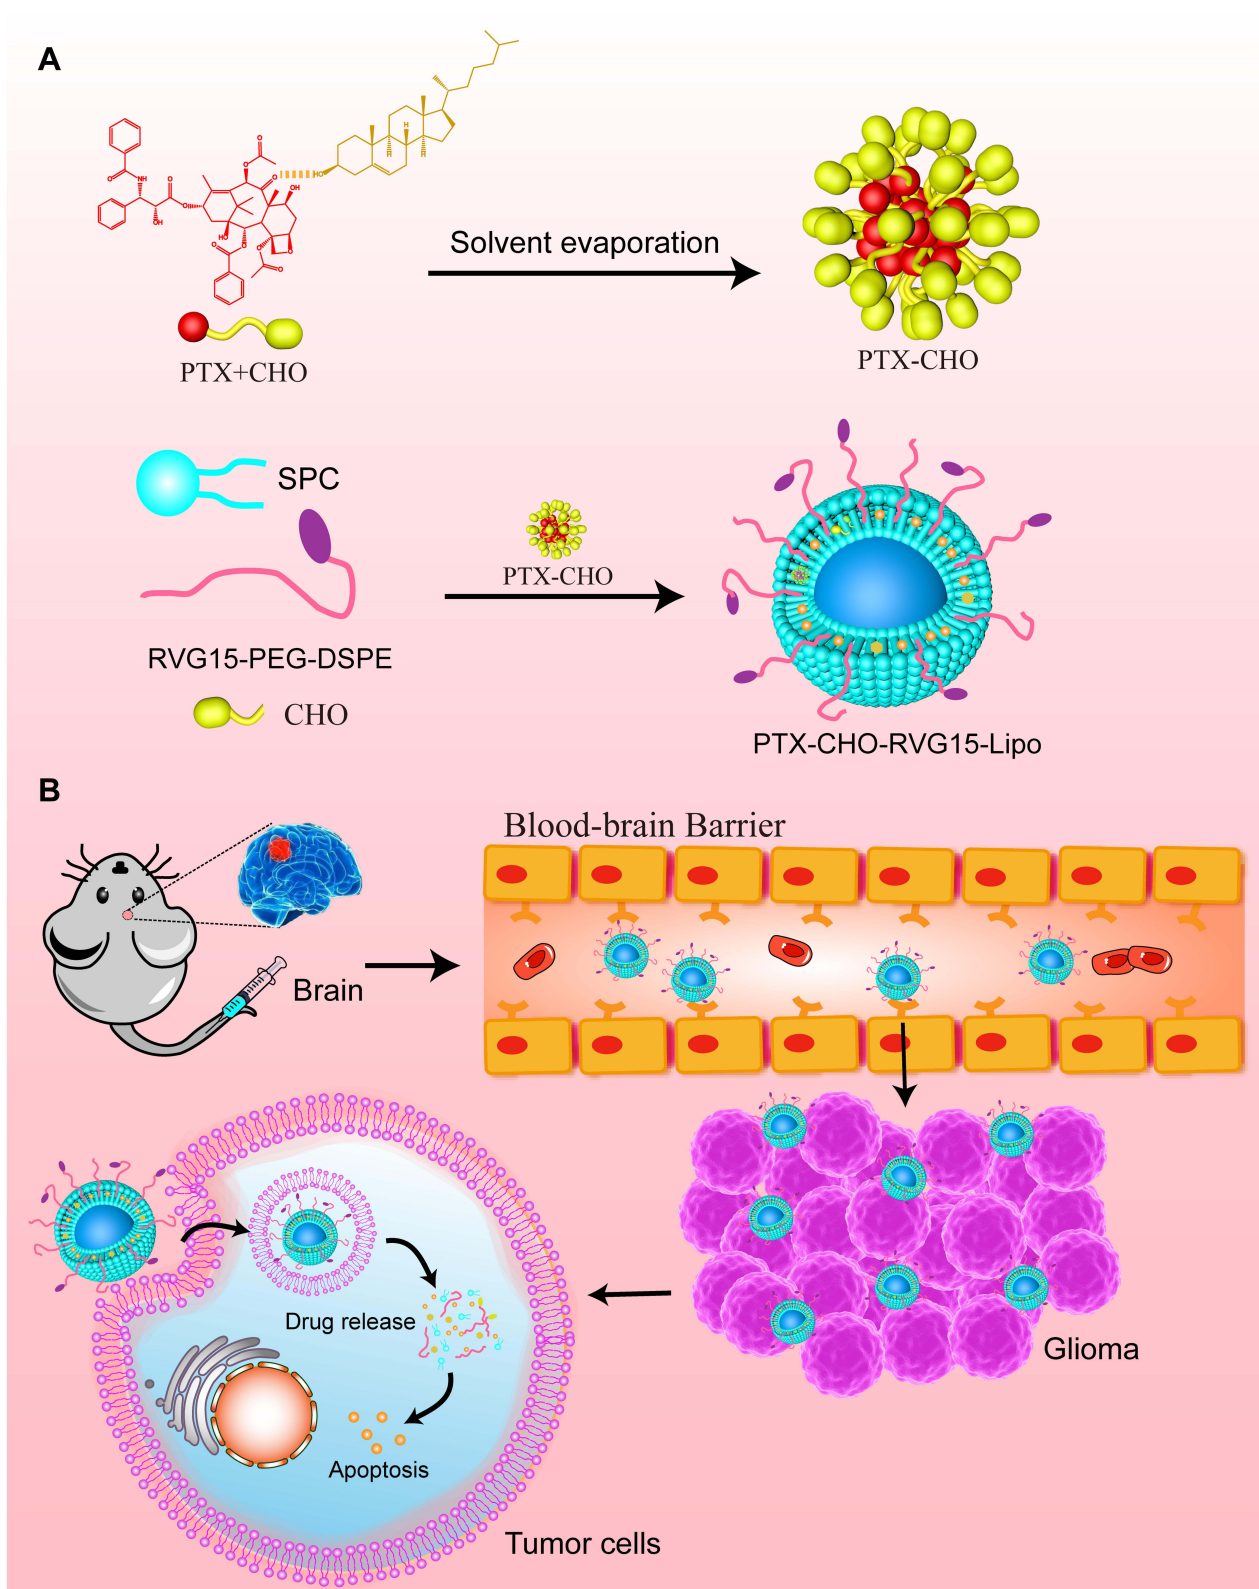 A
Solvent evaporation
PTX+CHO
PTX-CHO
SPC
PTX-CHO
RVG15-PEG-DSPE
CHO
PTX-CHO-RVG15-Lipo
B
Blood-brain Barrier
Brain
Drug release
Glioma
Apoptosis
Tumor cells